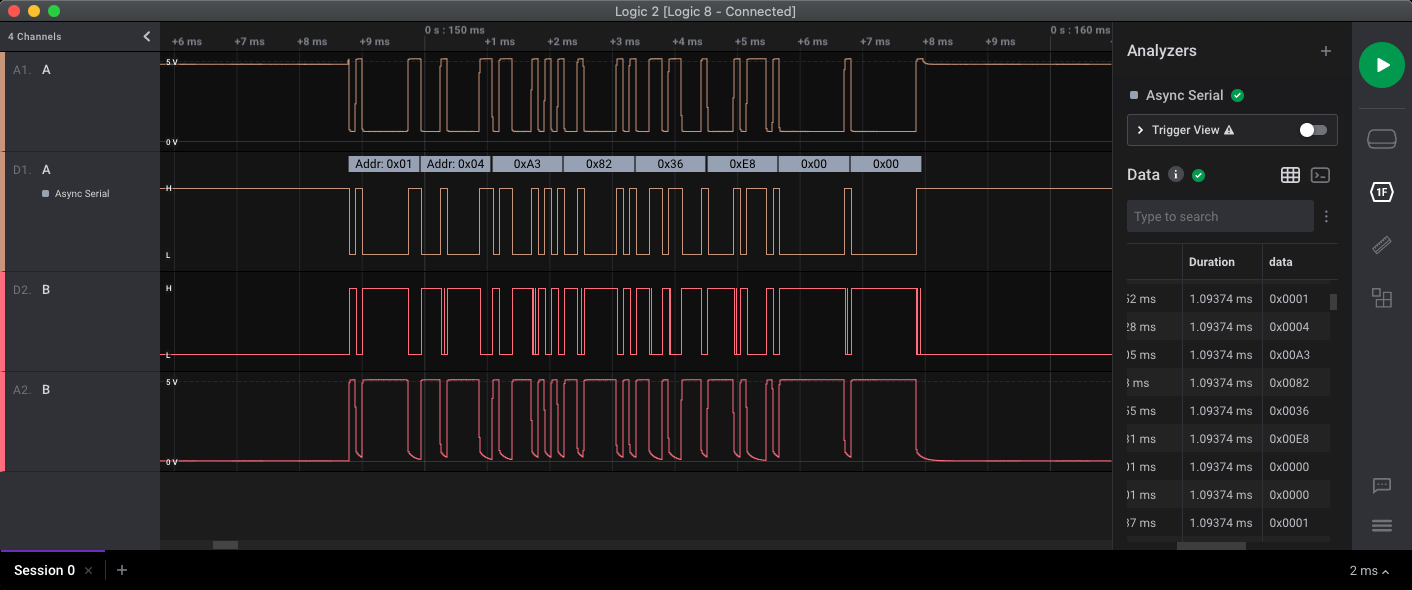 Logic 2 [Logic 8 - Connected]
4 Channels
0 s : 150 ms
0 s : 160 ms
+6 ms +7 ms +8 ms +9 ms +1 ms +2 ms +3 ms +4 ms +5 ms +6 ms +7 ms +8 ms +9 ms
A1. A
5 V
0 V
D1. A
Async Serial
Addr: 0x01 Addr: 0x04 0xA3 0x82 0x36 0xE8 0x00 0x00
H
L
D2. B
H
L
A2. B
5 V
0 V
Analyzers +
Async Serial
Trigger View
Data i
Type to search
Duration data
52 ms 1.09374 ms 0x0001
28 ms 1.09374 ms 0x0004
05 ms 1.09374 ms 0x00A3
3 ms 1.09374 ms 0x0082
55 ms 1.09374 ms 0x0036
31 ms 1.09374 ms 0x00E8
01 ms 1.09374 ms 0x0000
01 ms 1.09374 ms 0x0000
37 ms 1.09374 ms 0x0001
1F
Session 0 × +
2 ms